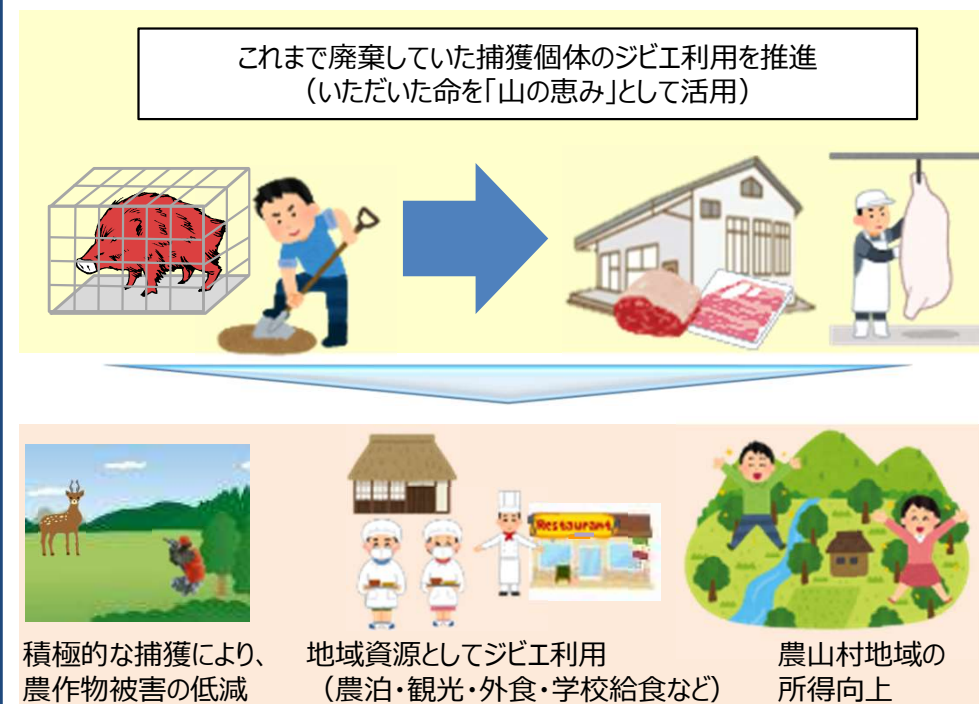 これまで廃棄していた捕獲個体のジビエ利用を推進
（いただいた命を「山の恵み」として活用）
Restaurant
積極的な捕獲により、
農作物被害の低減
地域資源としてジビエ利用
（農泊・観光・外食・学校給食など）
農山村地域の
所得向上